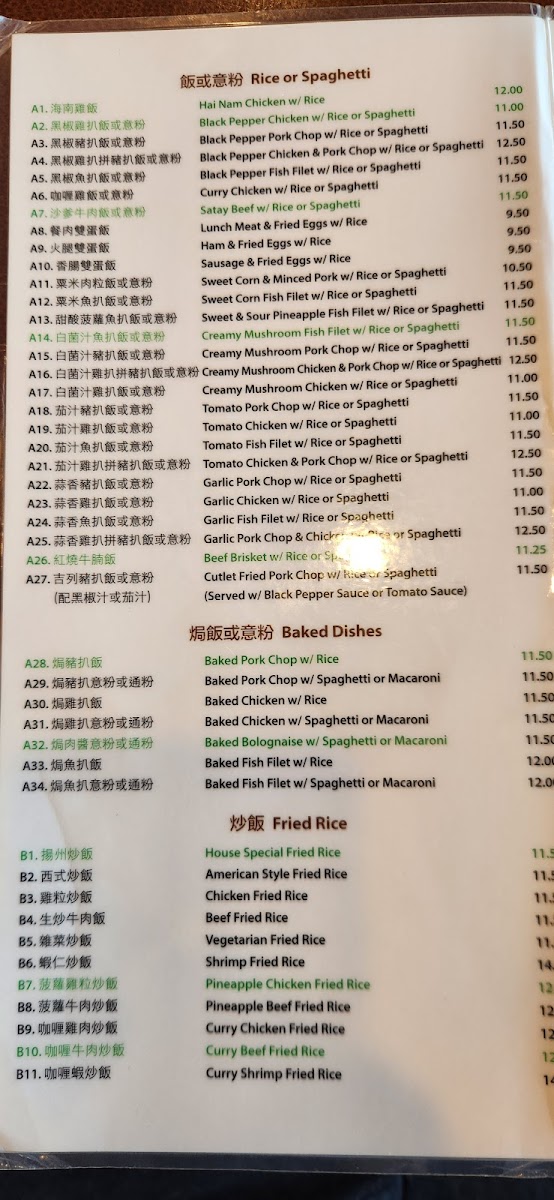 飯或意粉 Rice or Spaghetti
A1. 海南雞飯 Hai Nam Chicken w/ Rice 12.00
A2. 黑椒雞扒飯或意粉 Black Pepper Chicken w/ Rice or Spaghetti 11.00
A3. 黑椒豬扒飯或意粉 Black Pepper Pork Chop w/ Rice or Spaghetti 11.50
A4. 黑椒雞扒拼豬扒飯或意粉 Black Pepper Chicken & Pork Chop w/ Rice or Spaghetti 12.50
A5. 黑椒魚扒飯或意粉 Black Pepper Fish Filet w/ Rice or Spaghetti 11.50
A6. 咖喱雞飯或意粉 Curry Chicken w/ Rice or Spaghetti 11.50
A7. 沙爹牛肉飯或意粉 Satay Beef w/ Rice or Spaghetti 11.50
A8. 餐肉雙蛋飯 Lunch Meat & Fried Eggs w/ Rice 9.50
A9. 火腿雙蛋飯 Ham & Fried Eggs w/ Rice 9.50
A10. 香腸雙蛋飯 Sausage & Fried Eggs w/ Rice 9.50
A11. 粟米肉粒飯或意粉 Sweet Corn & Minced Pork w/ Rice or Spaghetti 10.50
A12. 粟米魚扒飯或意粉 Sweet Corn Fish Filet w/ Rice or Spaghetti 11.50
A13. 甜酸菠蘿魚扒飯或意粉 Sweet & Sour Pineapple Fish Filet w/ Rice or Spaghetti 11.50
A14. 白菌汁魚扒飯或意粉 Creamy Mushroom Fish Filet w/ Rice or Spaghetti 11.50
A15. 白菌汁豬扒飯或意粉 Creamy Mushroom Pork Chop w/ Rice or Spaghetti 11.50
A16. 白菌汁雞扒拼豬扒飯或意粉 Creamy Mushroom Chicken & Pork Chop w/ Rice or Spaghetti 12.50
A17. 白菌汁雞扒飯或意粉 Creamy Mushroom Chicken w/ Rice or Spaghetti 11.00
A18. 茄汁豬扒飯或意粉 Tomato Pork Chop w/ Rice or Spaghetti 11.50
A19. 茄汁雞扒飯或意粉 Tomato Chicken w/ Rice or Spaghetti 11.00
A20. 茄汁魚扒飯或意粉 Tomato Fish Filet w/ Rice or Spaghetti 11.50
A21. 茄汁雞扒拼豬扒飯或意粉 Tomato Chicken & Pork Chop w/ Rice or Spaghetti 12.50
A22. 蒜香豬扒飯或意粉 Garlic Pork Chop w/ Rice or Spaghetti 11.50
A23. 蒜香雞扒飯或意粉 Garlic Chicken w/ Rice or Spaghetti 11.00
A24. 蒜香魚扒飯或意粉 Garlic Fish Filet w/ Rice or Spaghetti 11.50
A25. 蒜香雞扒拼豬扒飯或意粉 Garlic Pork Chop & Chicken w/ Rice or Spaghetti 12.50
A26. 紅燒牛腩飯 Beef Brisket w/ Rice or 11.25
A27. 吉列豬扒飯或意粉 Cutlet Fried Pork Chop w/ Rice or Spaghetti 11.50
(配黑椒汁或茄汁) (Served w/ Black Pepper Sauce or Tomato Sauce)
焗飯或意粉 Baked Dishes
A28. 焗豬扒飯 Baked Pork Chop w/ Rice 11.50
A29. 焗豬扒意粉或通粉 Baked Pork Chop w/ Spaghetti or Macaroni 11.50
A30. 焗雞扒飯 Baked Chicken w/ Rice 11.50
A31. 焗雞扒意粉或通粉 Baked Chicken w/ Spaghetti or Macaroni 11.50
A32. 焗肉醬意粉或通粉 Baked Bolognaise w/ Spaghetti or Macaroni 11.50
A33. 焗魚扒飯 Baked Fish Filet w/ Rice 12.00
A34. 焗魚扒意粉或通粉 Baked Fish Filet w/ Spaghetti or Macaroni 12.00
炒飯 Fried Rice
B1. 揚州炒飯 House Special Fried Rice 11.5
B2. 西式炒飯 American Style Fried Rice 11.5
B3. 雞粒炒飯 Chicken Fried Rice 11.
B4. 生炒牛肉飯 Beef Fried Rice 11.
B5. 雜菜炒飯 Vegetarian Fried Rice 11.
B6. 蝦仁炒飯 Shrimp Fried Rice 14.
B7. 菠蘿雞粒炒飯 Pineapple Chicken Fried Rice 12
B8. 菠蘿牛肉炒飯 Pineapple Beef Fried Rice 12
B9. 咖喱雞肉炒飯 Curry Chicken Fried Rice 12
B10. 咖喱牛肉炒飯 Curry Beef Fried Rice 12
B11. 咖喱蝦炒飯 Curry Shrimp Fried Rice 14